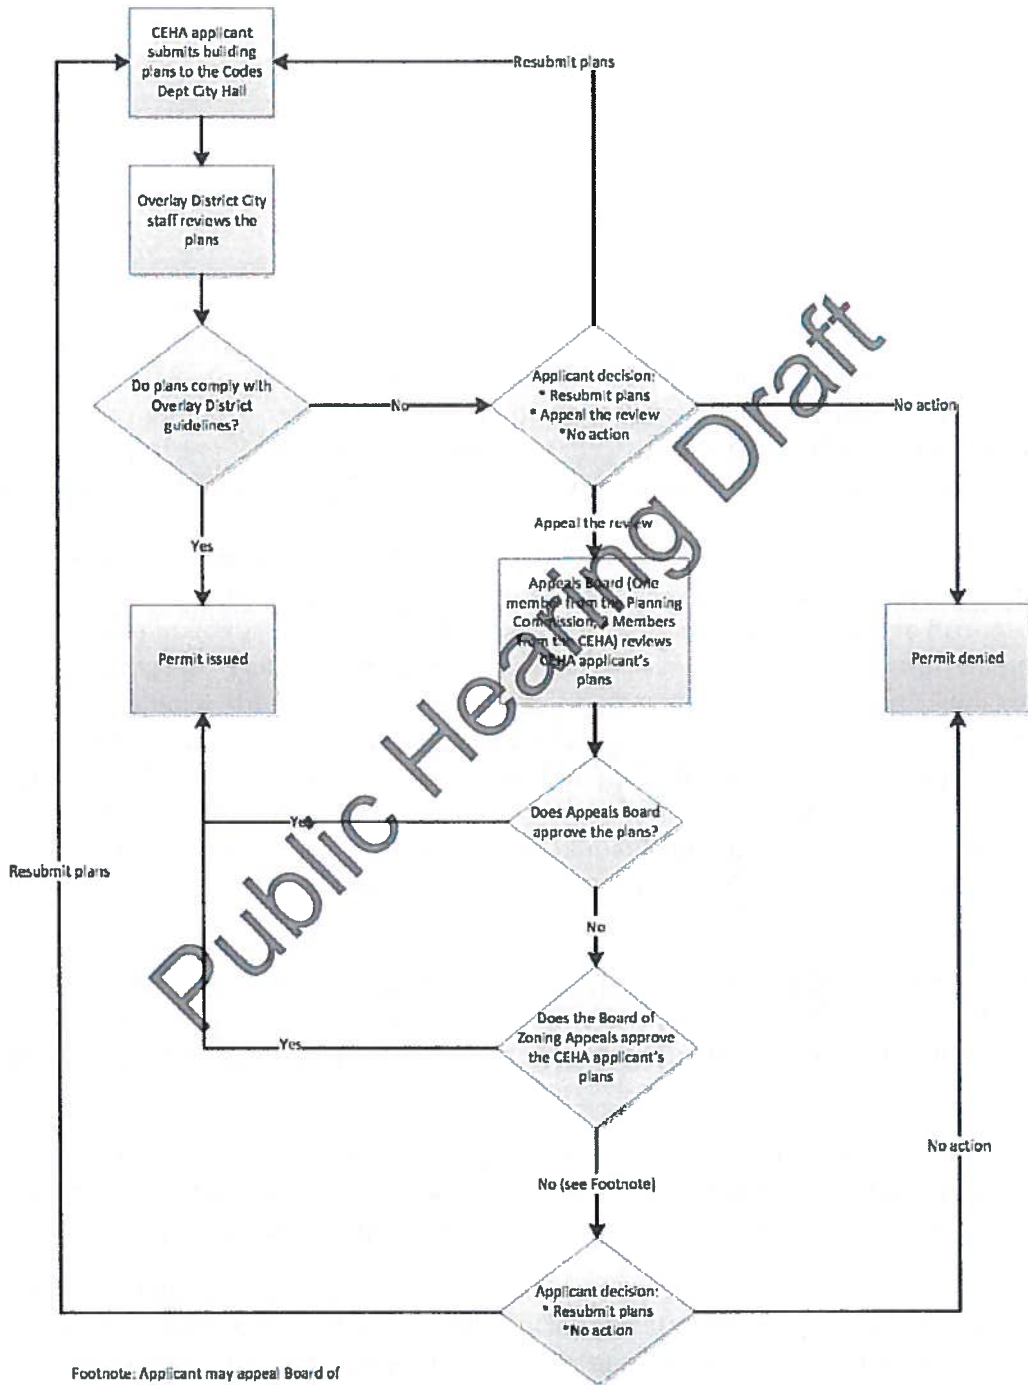 CEHA applicant
submits building
plans to the Codes
Dept City Hall
Resubmit plans
Overlay District City
staff reviews the
plans
Do plans comply with
Overlay District
guidelines?
No
Applicant decision:
* Resubmit plans
* Appeal the review
*No action
No action
Yes
Appeal the review
Permit issued
Appeals Board (One
member from the Planning
Commission, 2 Members
from the CEHA) reviews
CEHA applicant's
plans
Permit denied
Yes
Does Appeals Board
approve the plans?
Resubmit plans
No
Does the Board of
Zoning Appeals approve
the CEHA applicant's
plans
Yes
No action
No (see Footnote)
Applicant decision:
* Resubmit plans
*No action
Footnote: Applicant may appeal Board of
Public Hearing Draft